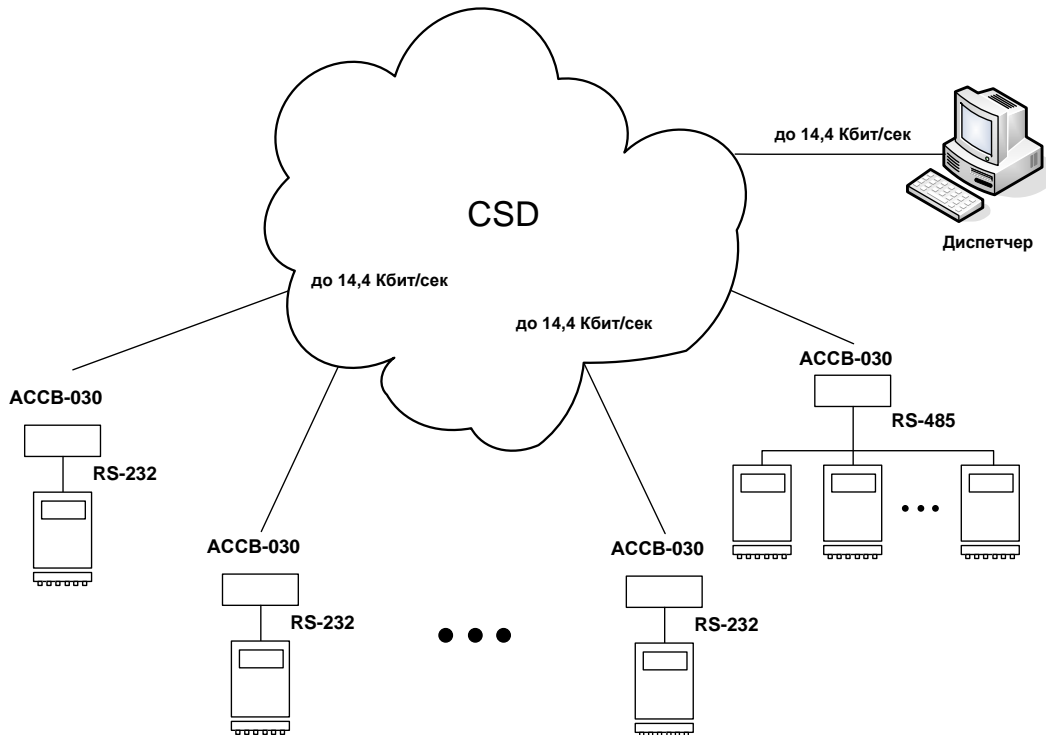 до 14,4 Кбит/сек
CSD
Диспетчер
до 14,4 Кбит/сек
до 14,4 Кбит/сек
АССВ-030
RS-485
АССВ-030
RS-232
АССВ-030
RS-232
АССВ-030
RS-232